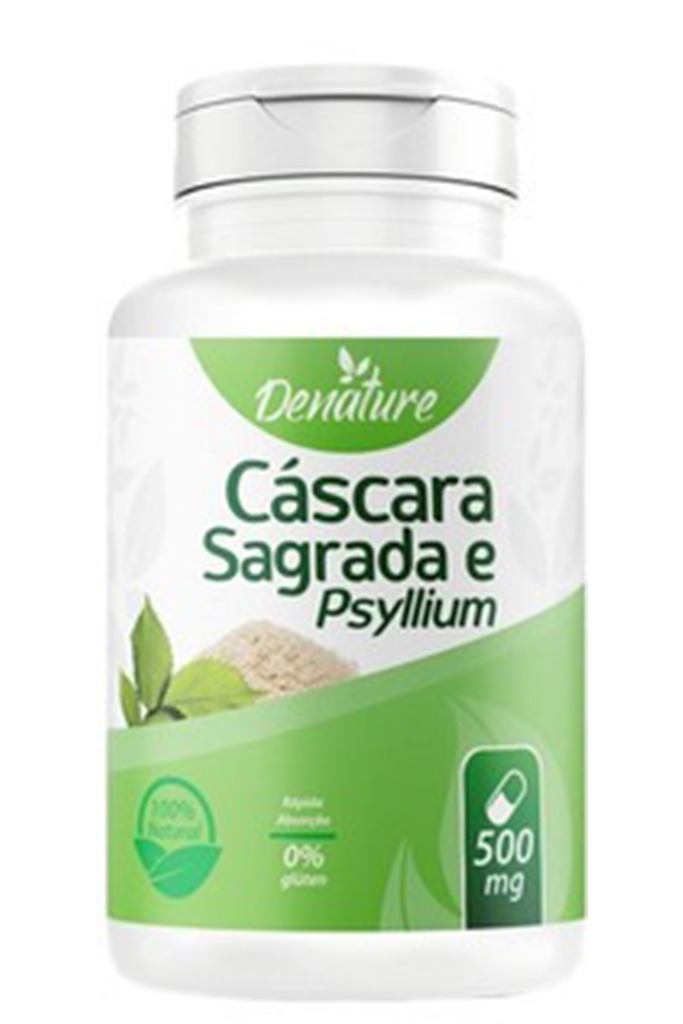 Denature
Cáscara
Sagrada e
Psyllium
100%
Natural
Rápida
Absorção
0%
glúten
500
mg